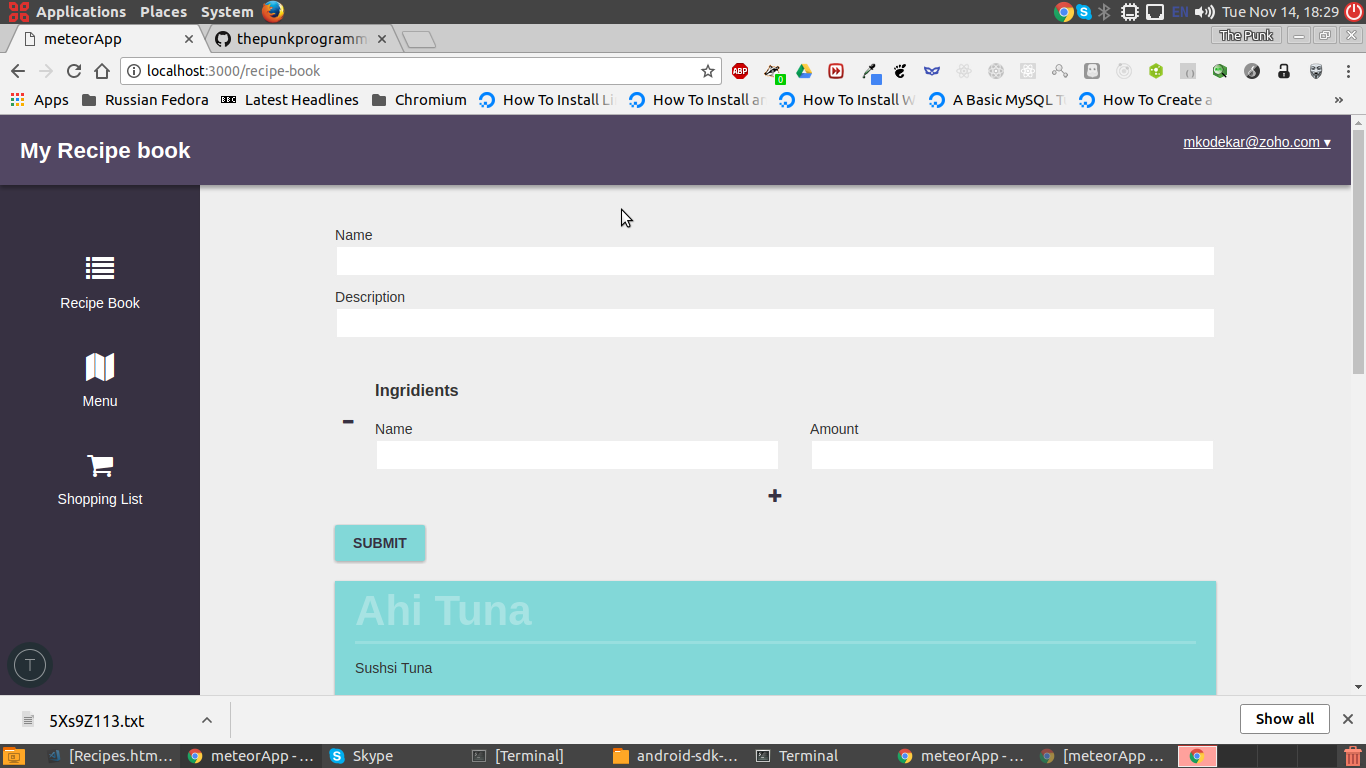 Applications Places System EN Tue Nov 14, 18:29
meteorApp thepunkprogramm The Punk
localhost:3000/recipe-book ABP 0
Apps Russian Fedora BBC Latest Headlines Chromium How To Install Li How To Install ar How To Install W A Basic MySQL T How To Create a »
My Recipe book mkodekar@zoho.com ▾
Name
Description
Recipe Book
Menu
Shopping List
Ingridients
Name Amount
SUBMIT
Ahi Tuna
Sushsi Tuna
T
5Xs9Z113.txt Show all
[Recipes.htm... meteorApp - ... Skype [Terminal] android-sdk-... Terminal meteorApp - ... [meteorApp ...